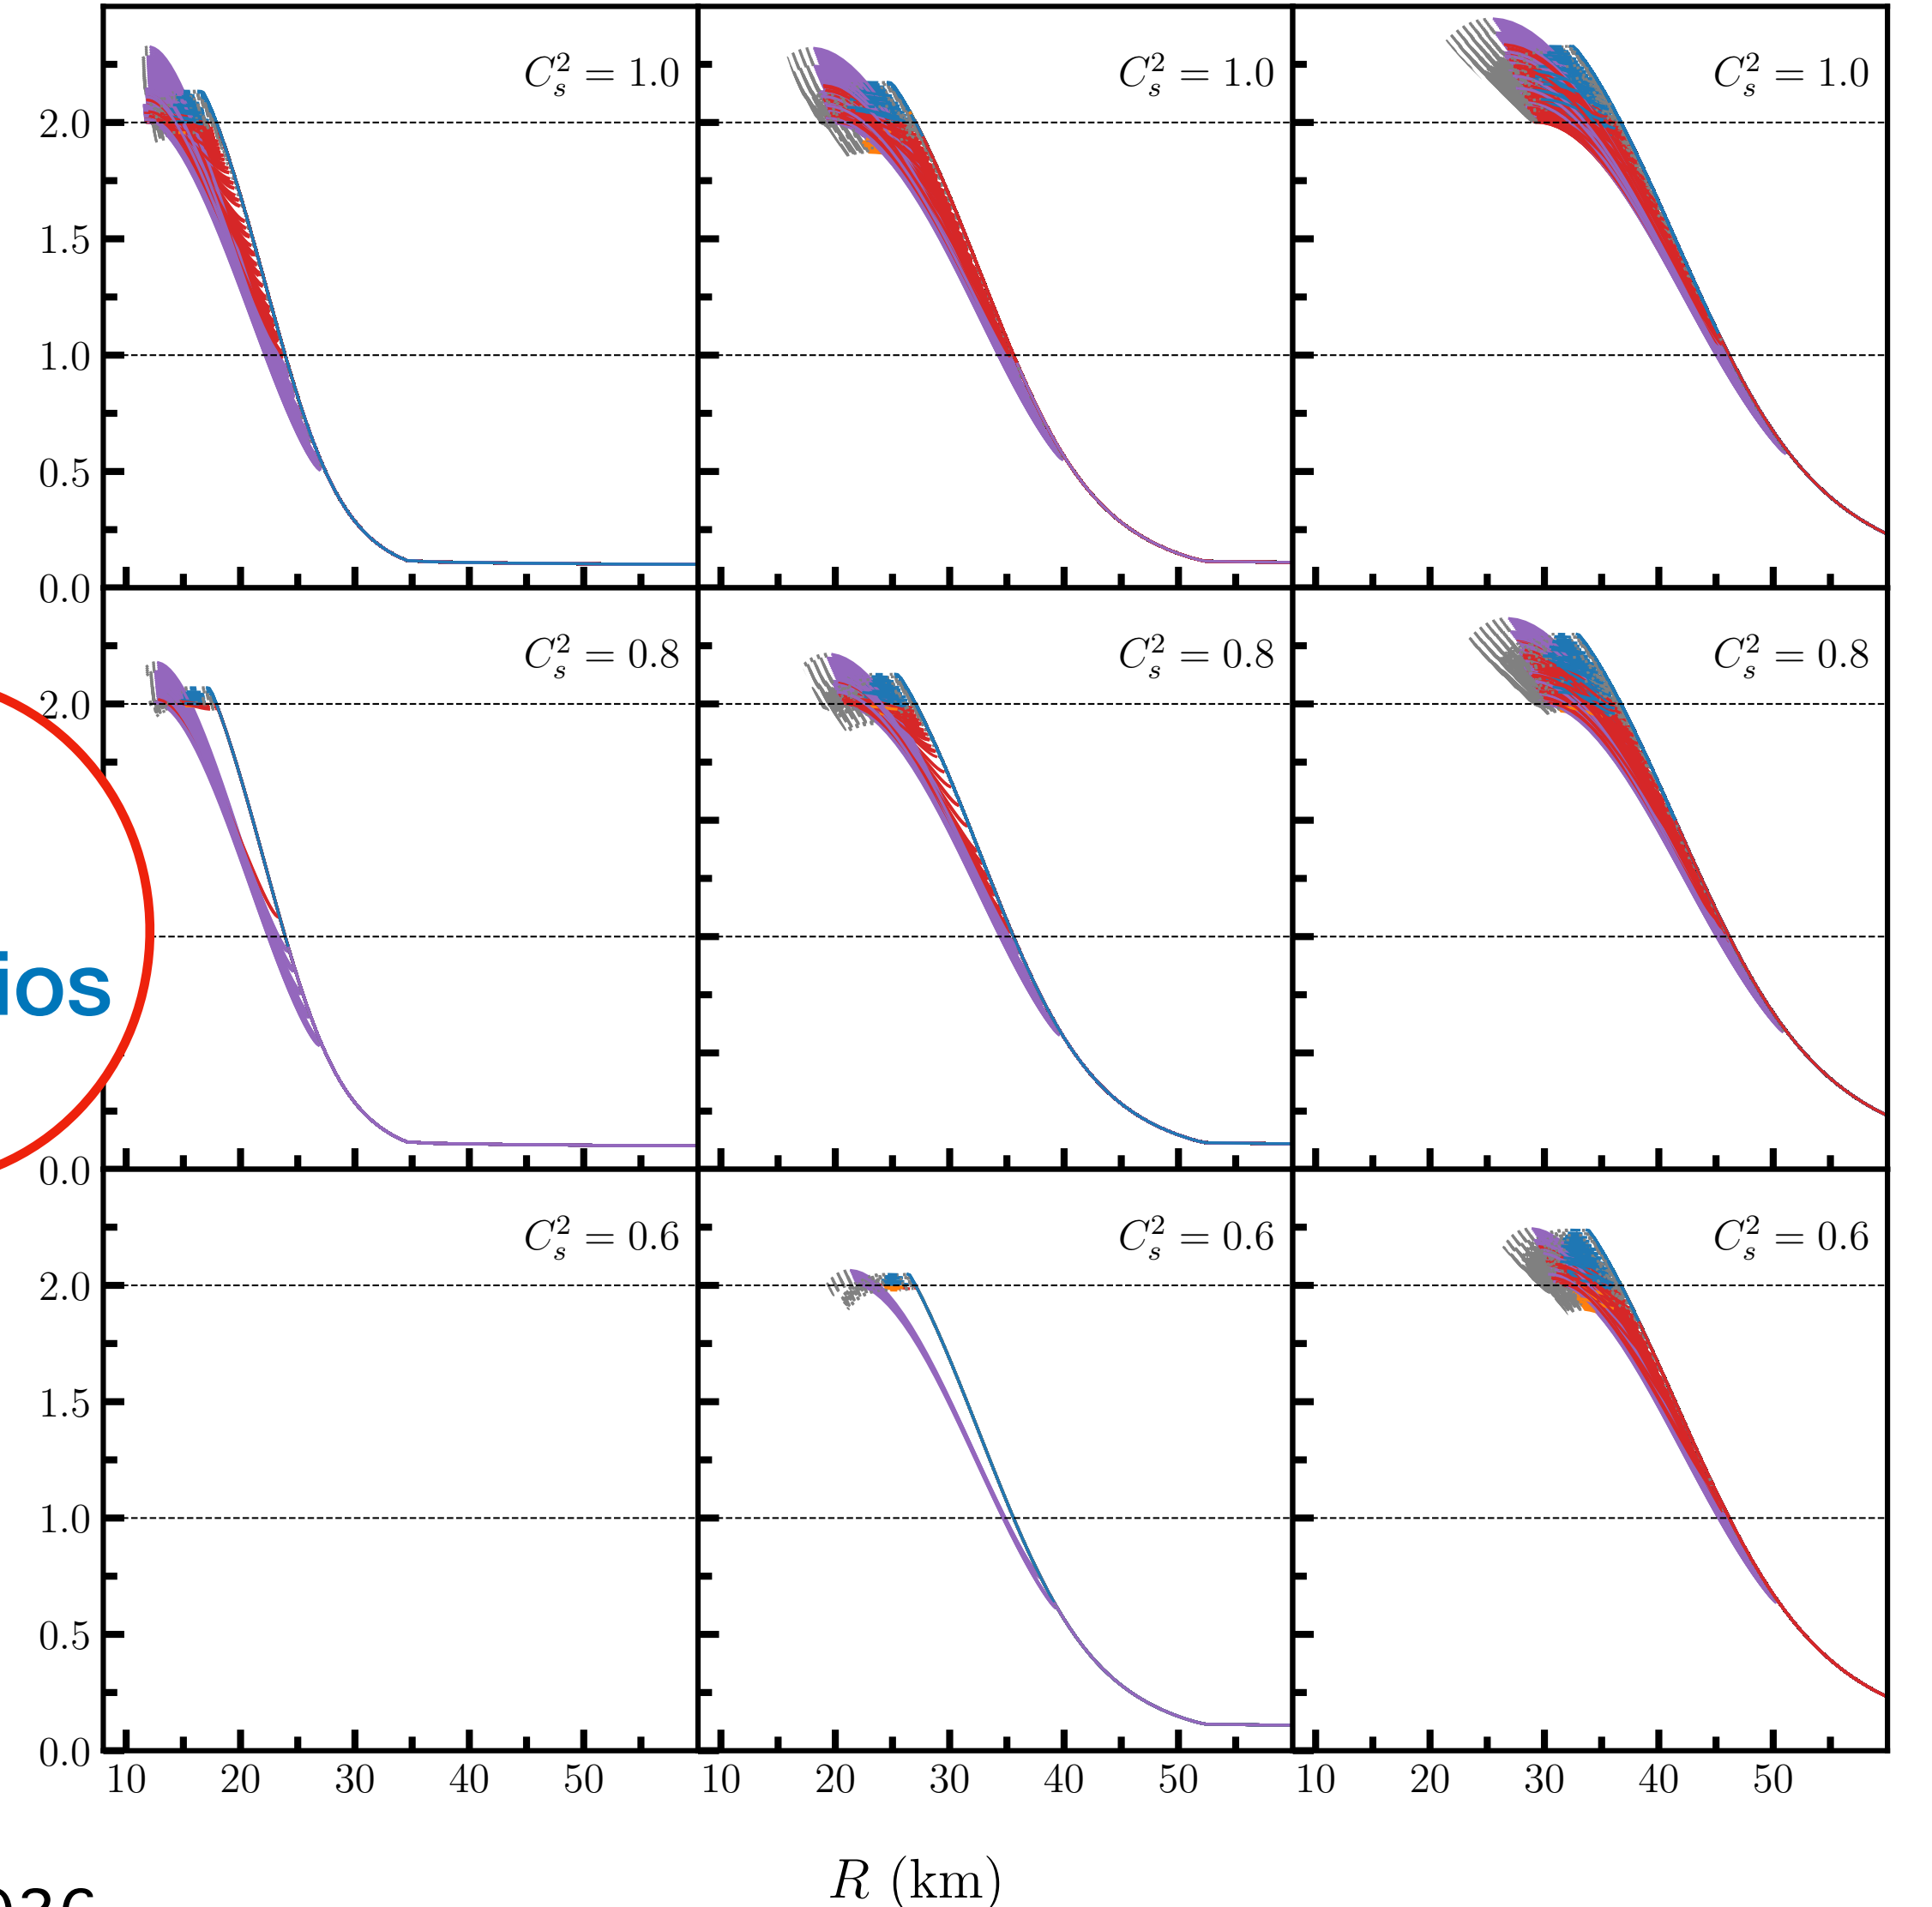 $C_s^2 = 1.0$ $C_s^2 = 1.0$ $C_s^2 = 1.0$
2.0
1.5
1.0
0.5
0.0
$C_s^2 = 0.8$ $C_s^2 = 0.8$ $C_s^2 = 0.8$
2.0
ios
0.0
$C_s^2 = 0.6$ $C_s^2 = 0.6$ $C_s^2 = 0.6$
2.0
1.5
1.0
0.5
0.0
10 20 30 40 50 10 20 30 40 50 10 20 30 40 50
R (km)